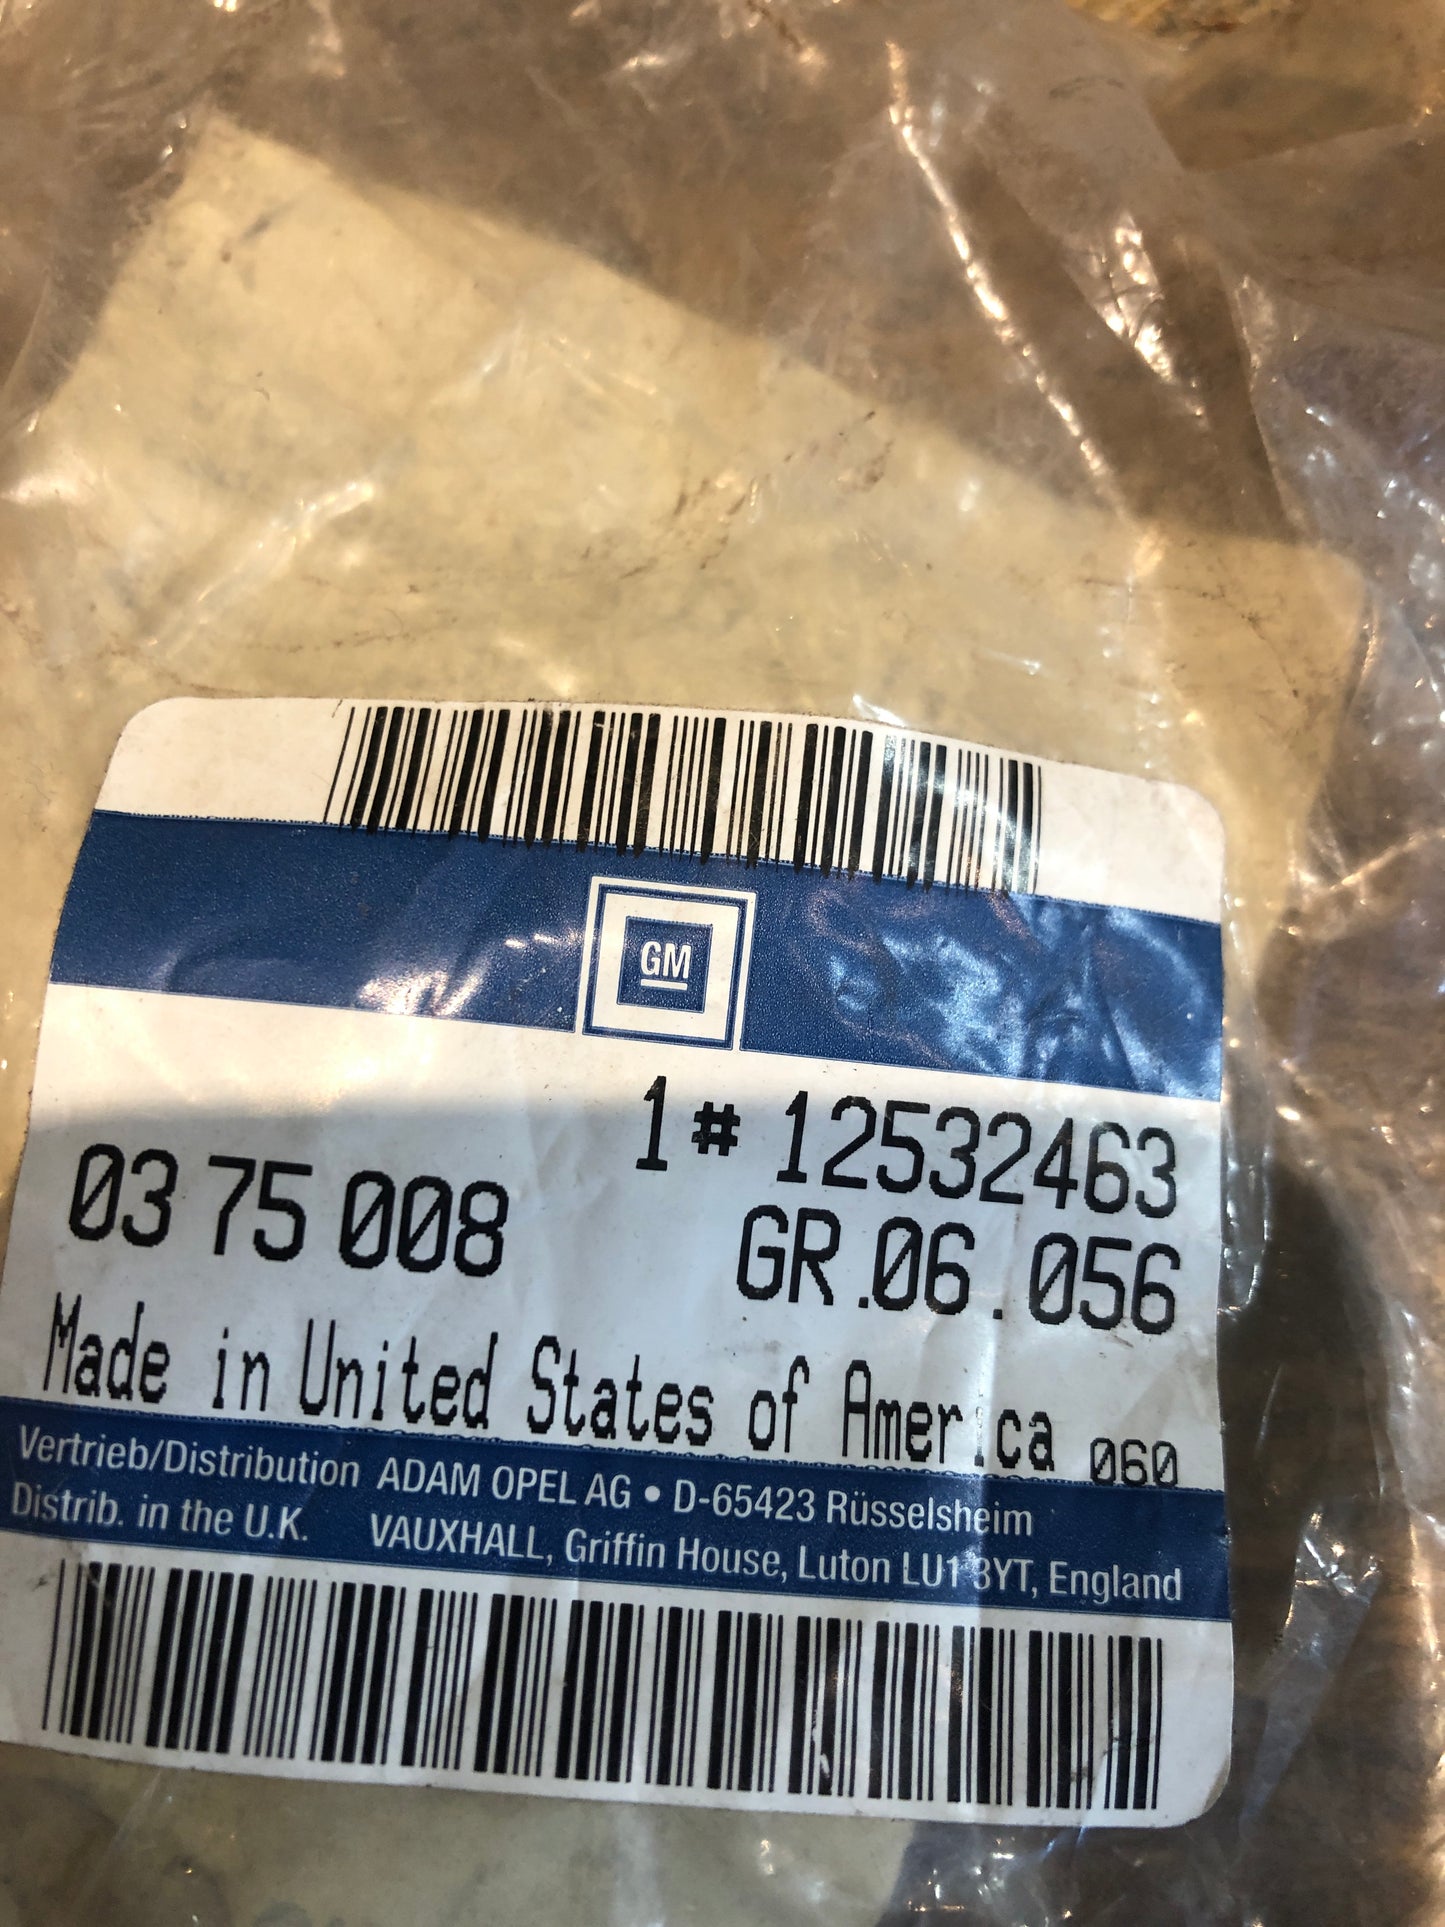 GM
1# 12532463
03 75 008
GR.06.056
Made in United States of America 060
Vertrieb/Distribution ADAM OPEL AG • D-65423 Rüsselsheim
Distrib. in the U.K. VAUXHALL, Griffin House, Luton LU1 3YT, England